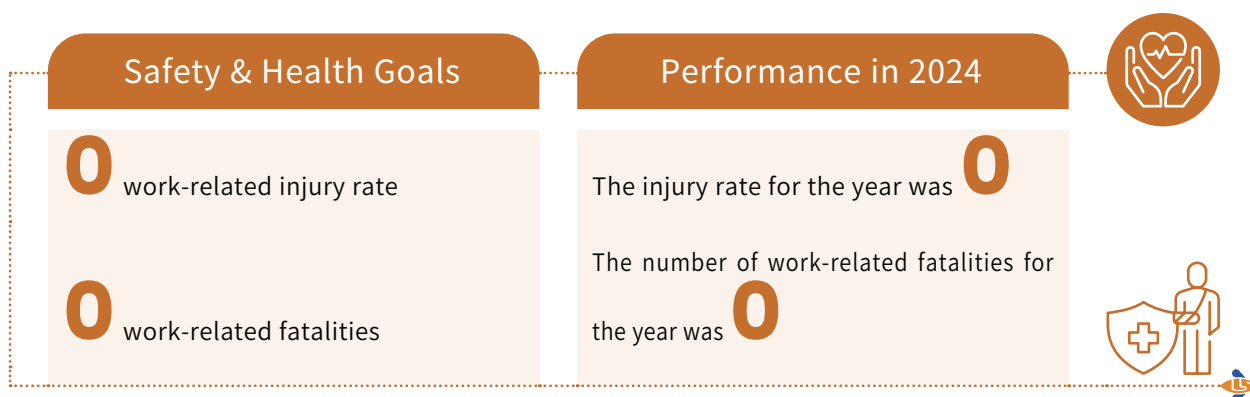 Safety & Health Goals
Performance in 2024
0 work-related injury rate
The injury rate for the year was 0
0 work-related fatalities
The number of work-related fatalities for
the year was 0